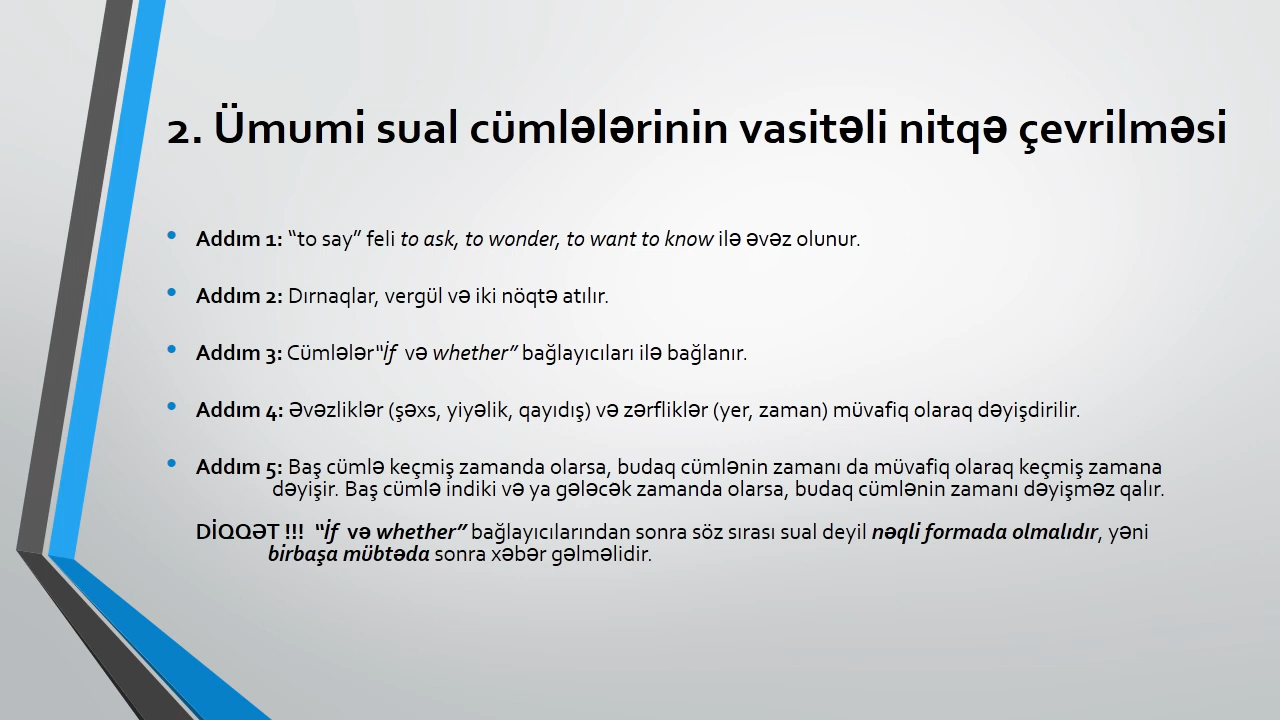 2. Ümumi sual cümlələrinin vasitəli nitqə çevrilməsi
• Addım 1: “to say” feli to ask, to wonder, to want to know ilə əvəz olunur.
• Addım 2: Dırnaqlar, vergül və iki nöqtə atılır.
• Addım 3: Cümlələr“İf və whether” bağlayıcıları ilə bağlanır.
• Addım 4: Əvəzliklər (şəxs, yiyəlik, qayıdış) və zərfliklər (yer, zaman) müvafiq olaraq dəyişdirilir.
• Addım 5: Baş cümlə keçmiş zamanda olarsa, budaq cümlənin zamanı da müvafiq olaraq keçmiş zamana
dəyişir. Baş cümlə indiki və ya gələcək zamanda olarsa, budaq cümlənin zamanı dəyişməz qalır.
DİQQƏT !!! “İf və whether” bağlayıcılarından sonra söz sırası sual deyil nəqli formada olmalıdır, yəni
birbaşa mübtəda sonra xəbər gəlməlidir.